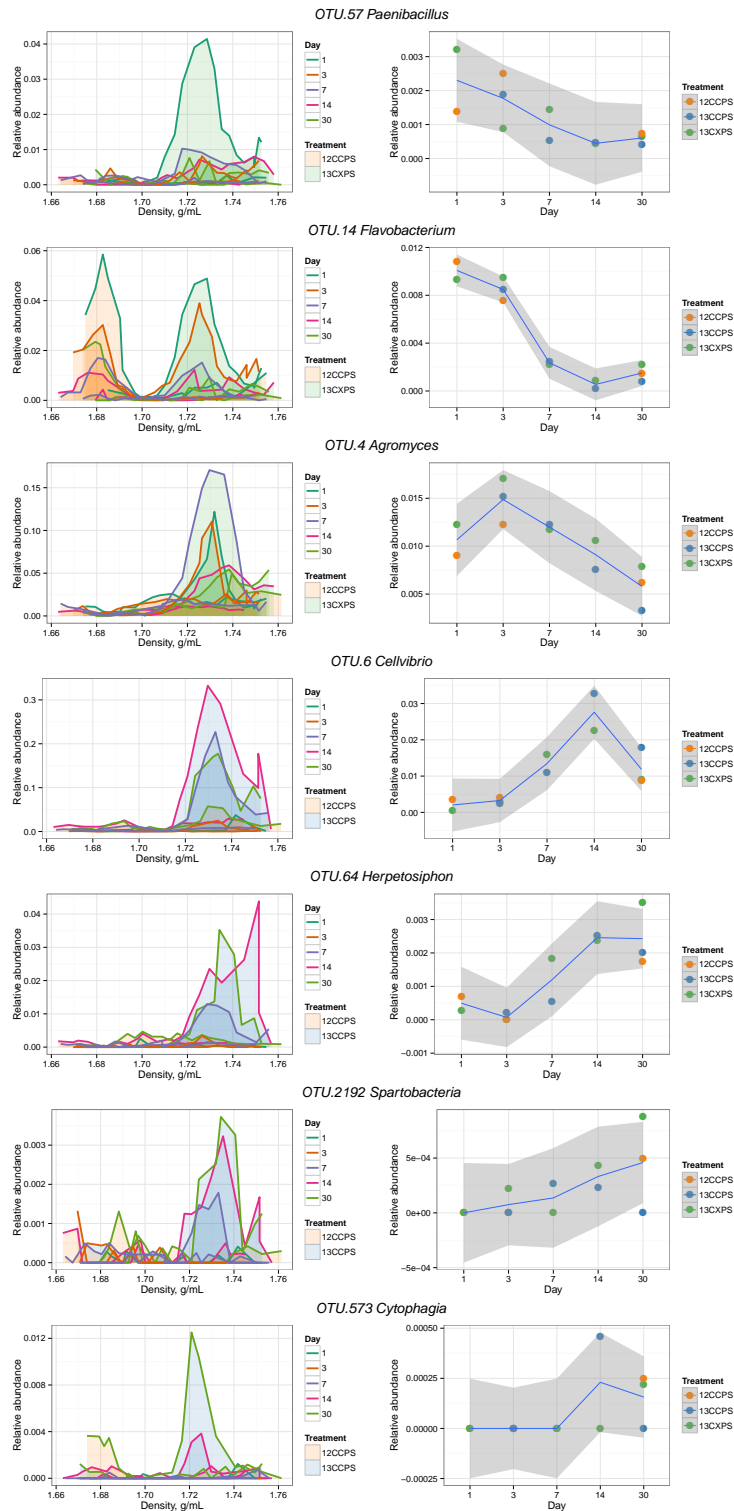 OTU.57 Paenibacillus
Relative abundance
0.04
0.03
0.02
0.01
0.00
1.66 1.68 1.70 1.72 1.74 1.76
Density, g/mL
Day
1
3
7
14
30
Treatment
12CCPS
13CXPS
Relative abundance
0.003
0.002
0.001
0.000
1 3 7 14 30
Day
Treatment
12CCPS
13CCPS
13CXPS
OTU.14 Flavobacterium
Relative abundance
0.06
0.04
0.02
0.00
1.66 1.68 1.70 1.72 1.74 1.76
Density, g/mL
Day
1
3
7
14
30
Treatment
12CCPS
13CXPS
Relative abundance
0.012
0.008
0.004
0.000
1 3 7 14 30
Day
Treatment
12CCPS
13CCPS
13CXPS
OTU.4 Agromyces
Relative abundance
0.15
0.10
0.05
0.00
1.66 1.68 1.70 1.72 1.74 1.76
Density, g/mL
Day
1
3
7
14
30
Treatment
12CCPS
13CXPS
Relative abundance
0.015
0.010
0.005
1 3 7 14 30
Day
Treatment
12CCPS
13CCPS
13CXPS
OTU.6 Cellvibrio
Relative abundance
0.3
0.2
0.1
0.0
1.66 1.68 1.70 1.72 1.74 1.76
Density, g/mL
Day
1
3
7
14
30
Treatment
12CCPS
13CCPS
Relative abundance
0.03
0.02
0.01
0.00
1 3 7 14 30
Day
Treatment
12CCPS
13CCPS
13CXPS
OTU.64 Herpetosiphon
Relative abundance
0.04
0.03
0.02
0.01
0.00
1.66 1.68 1.70 1.72 1.74 1.76
Density, g/mL
Day
1
3
7
14
30
Treatment
12CCPS
13CCPS
Relative abundance
0.003
0.002
0.001
0.000
−0.001
1 3 7 14 30
Day
Treatment
12CCPS
13CCPS
13CXPS
OTU.2192 Spartobacteria
Relative abundance
0.003
0.002
0.001
0.000
1.66 1.68 1.70 1.72 1.74 1.76
Density, g/mL
Day
1
3
7
14
30
Treatment
12CCPS
13CCPS
Relative abundance
5e−04
0e+00
−5e−04
1 3 7 14 30
Day
Treatment
12CCPS
13CCPS
13CXPS
OTU.573 Cytophagia
Relative abundance
0.012
0.008
0.004
0.000
1.66 1.68 1.70 1.72 1.74 1.76
Density, g/mL
Day
1
3
7
14
30
Treatment
12CCPS
13CCPS
Relative abundance
0.00050
0.00025
0.00000
−0.00025
1 3 7 14 30
Day
Treatment
12CCPS
13CCPS
13CXPS